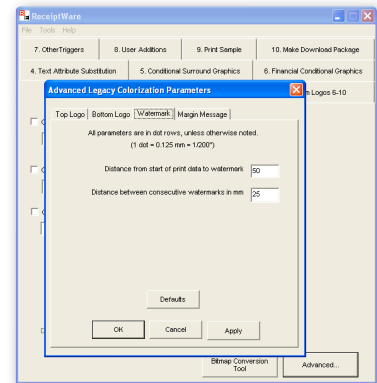 ReceiptWare
File Tools Help
7. OtherTriggers 8. User Additions 9. Print Sample 10. Make Download Package
4. Text Attribute Substitution 5. Conditional Surround Graphics 6. Financial Conditional Graphics
Advanced Legacy Colorization Parameters
m Logos 6-10
Top Logo Bottom Logo Watermark Margin Message
All parameters are in dot rows, unless otherwise noted.
(1 dot = 0.125 mm = 1/200")
Distance from start of print data to watermark 50
Distance between consecutive watermarks in mm 25
Defaults
OK Cancel Apply
Bitmap Conversion
Tool
Advanced...